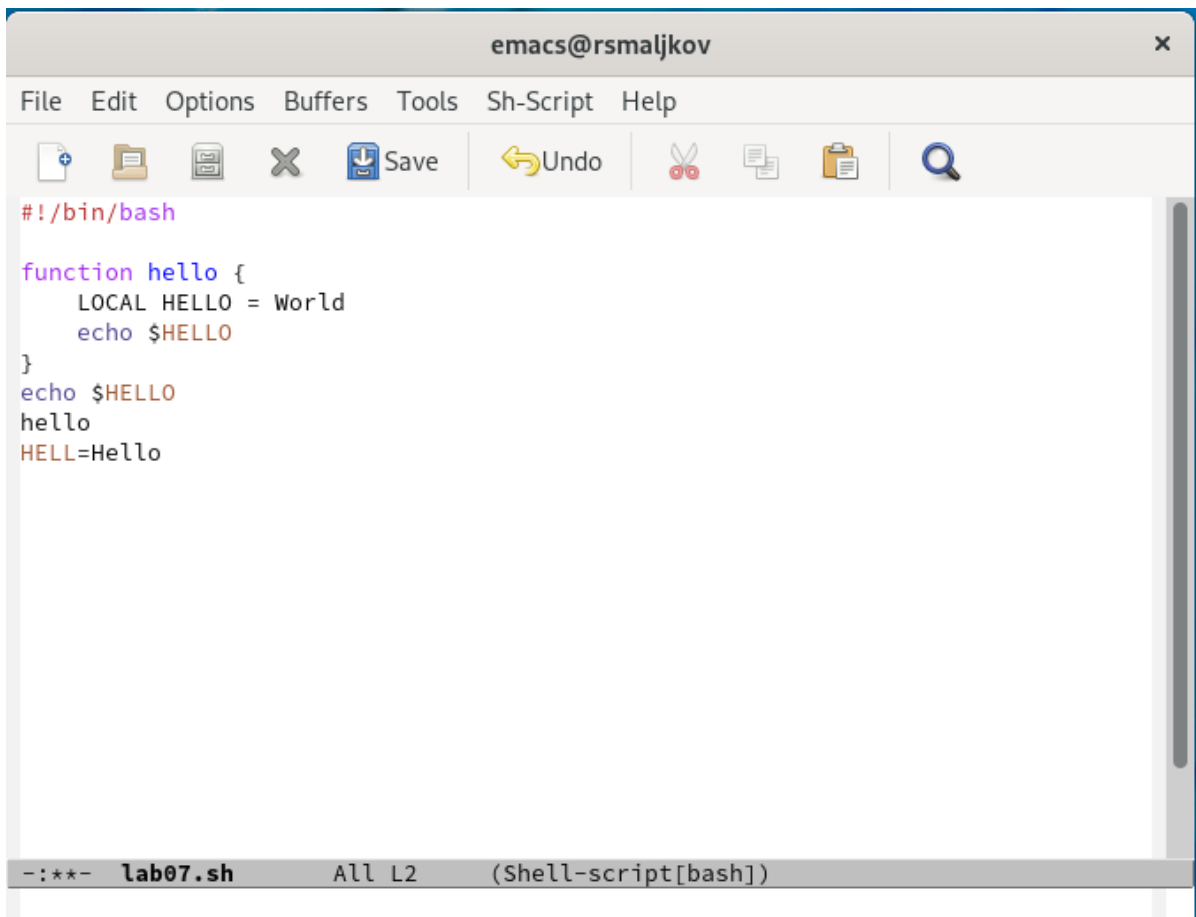 emacs@rsmaljkov ×
File Edit Options Buffers Tools Sh-Script Help
Save Undo
#!/bin/bash
function hello {
    LOCAL HELLO = World
    echo $HELLO
}
echo $HELLO
hello
HELL=Hello
-:**- lab07.sh All L2 (Shell-script[bash])